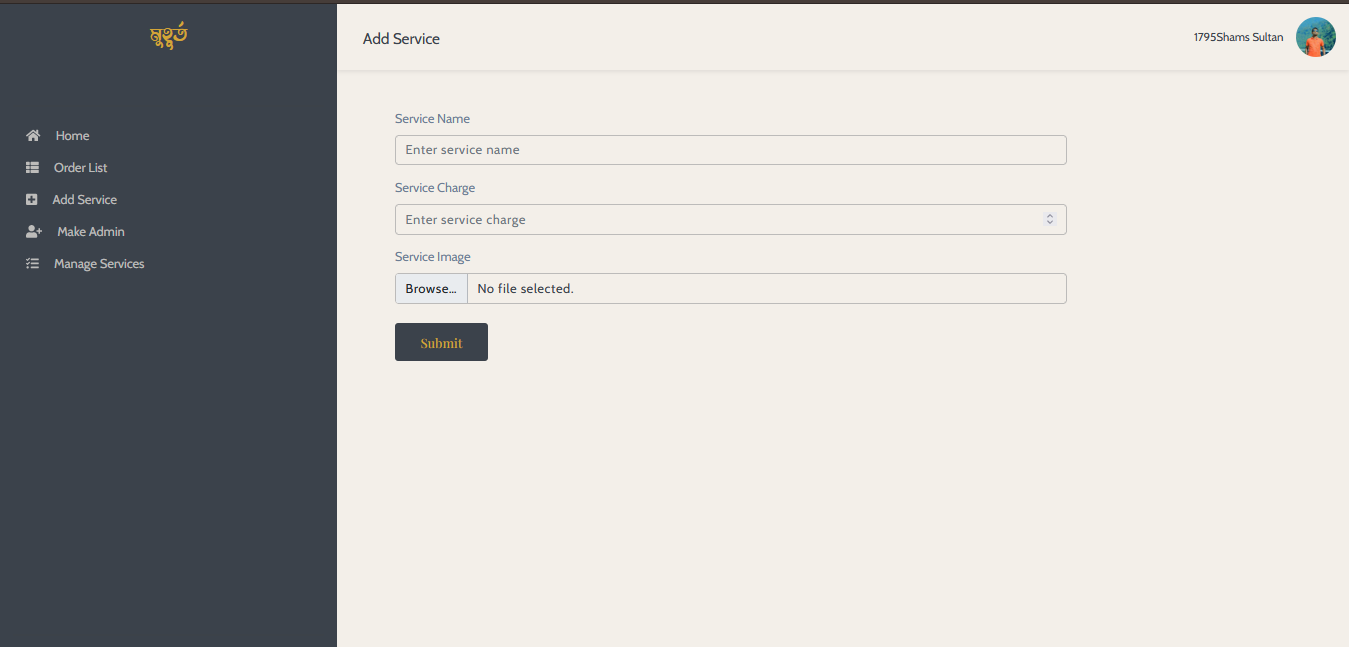 মুহূর্ত
Add Service
1795Shams Sultan
Home
Order List
Add Service
Make Admin
Manage Services
Service Name
Enter service name
Service Charge
Enter service charge
Service Image
Browse... No file selected.
Submit